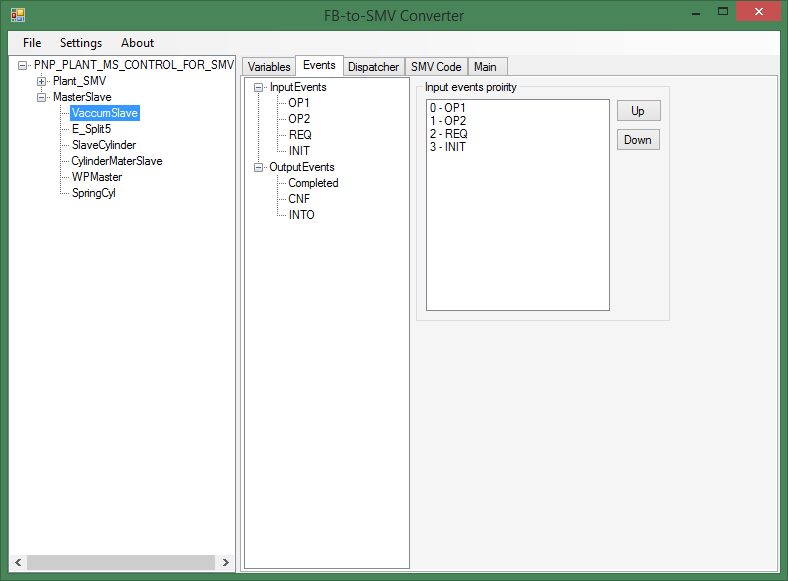 FB-to-SMV Converter
File Settings About
PNP_PLANT_MS_CONTROL_FOR_SMV
Plant_SMV
MasterSlave
VaccumSlave
E_Split5
SlaveCylinder
CylinderMaterSlave
WPMaster
SpringCyl
Variables Events Dispatcher SMV Code Main
InputEvents
OP1
OP2
REQ
INIT
OutputEvents
Completed
CNF
INTO
Input events proirity
0 - OP1
1 - OP2
2 - REQ
3 - INIT
Up
Down